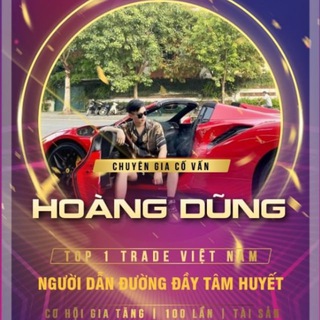 CHUYÊN GIA CỐ VẤN
HOÀNG DŨNG
TOP 1 TRADE VIỆT NAM
NGƯỜI DẪN ĐƯỜNG ĐẦY TÂM HUYẾT
CƠ HỘI GIA TĂNG | 100 LẦN | TÀI SẢN